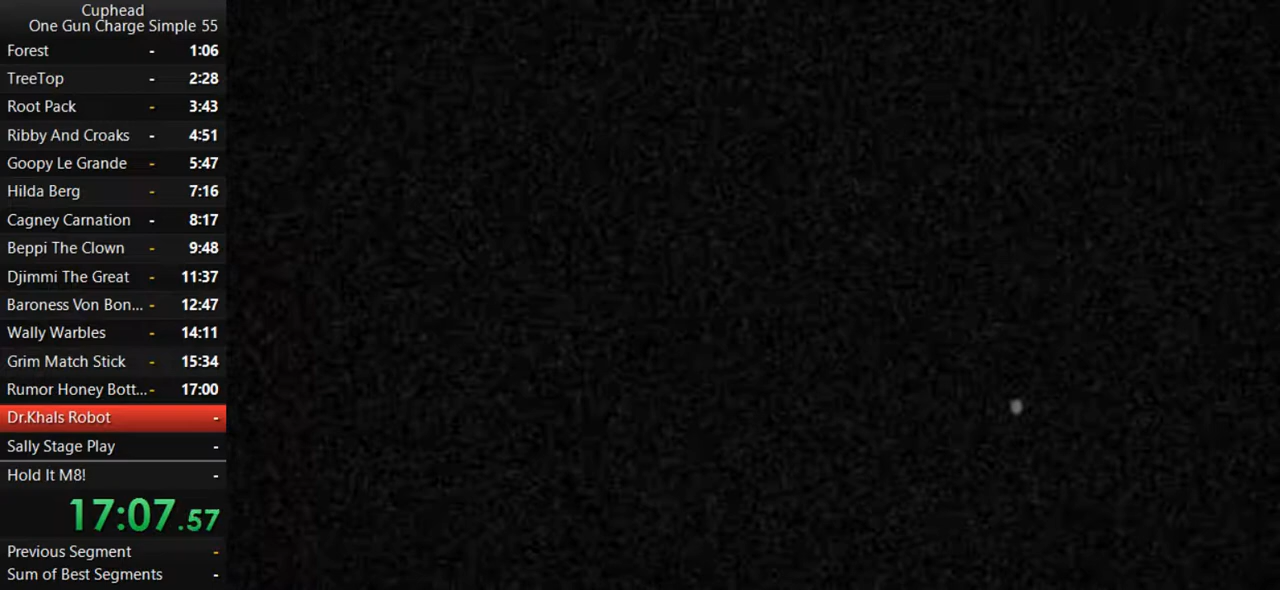 Cuphead
One Gun Charge Simple 55
Forest - 1:06
TreeTop - 2:28
Root Pack - 3:43
Ribby And Croaks - 4:51
Goopy Le Grande - 5:47
Hilda Berg - 7:16
Cagney Carnation - 8:17
Beppi The Clown - 9:48
Djimmi The Great - 11:37
Baroness Von Bon... - 12:47
Wally Warbles - 14:11
Grim Match Stick - 15:34
Rumor Honey Bott... - 17:00
Dr.Khals Robot -
Sally Stage Play -
Hold It M8! -
17:07.57
Previous Segment -
Sum of Best Segments -